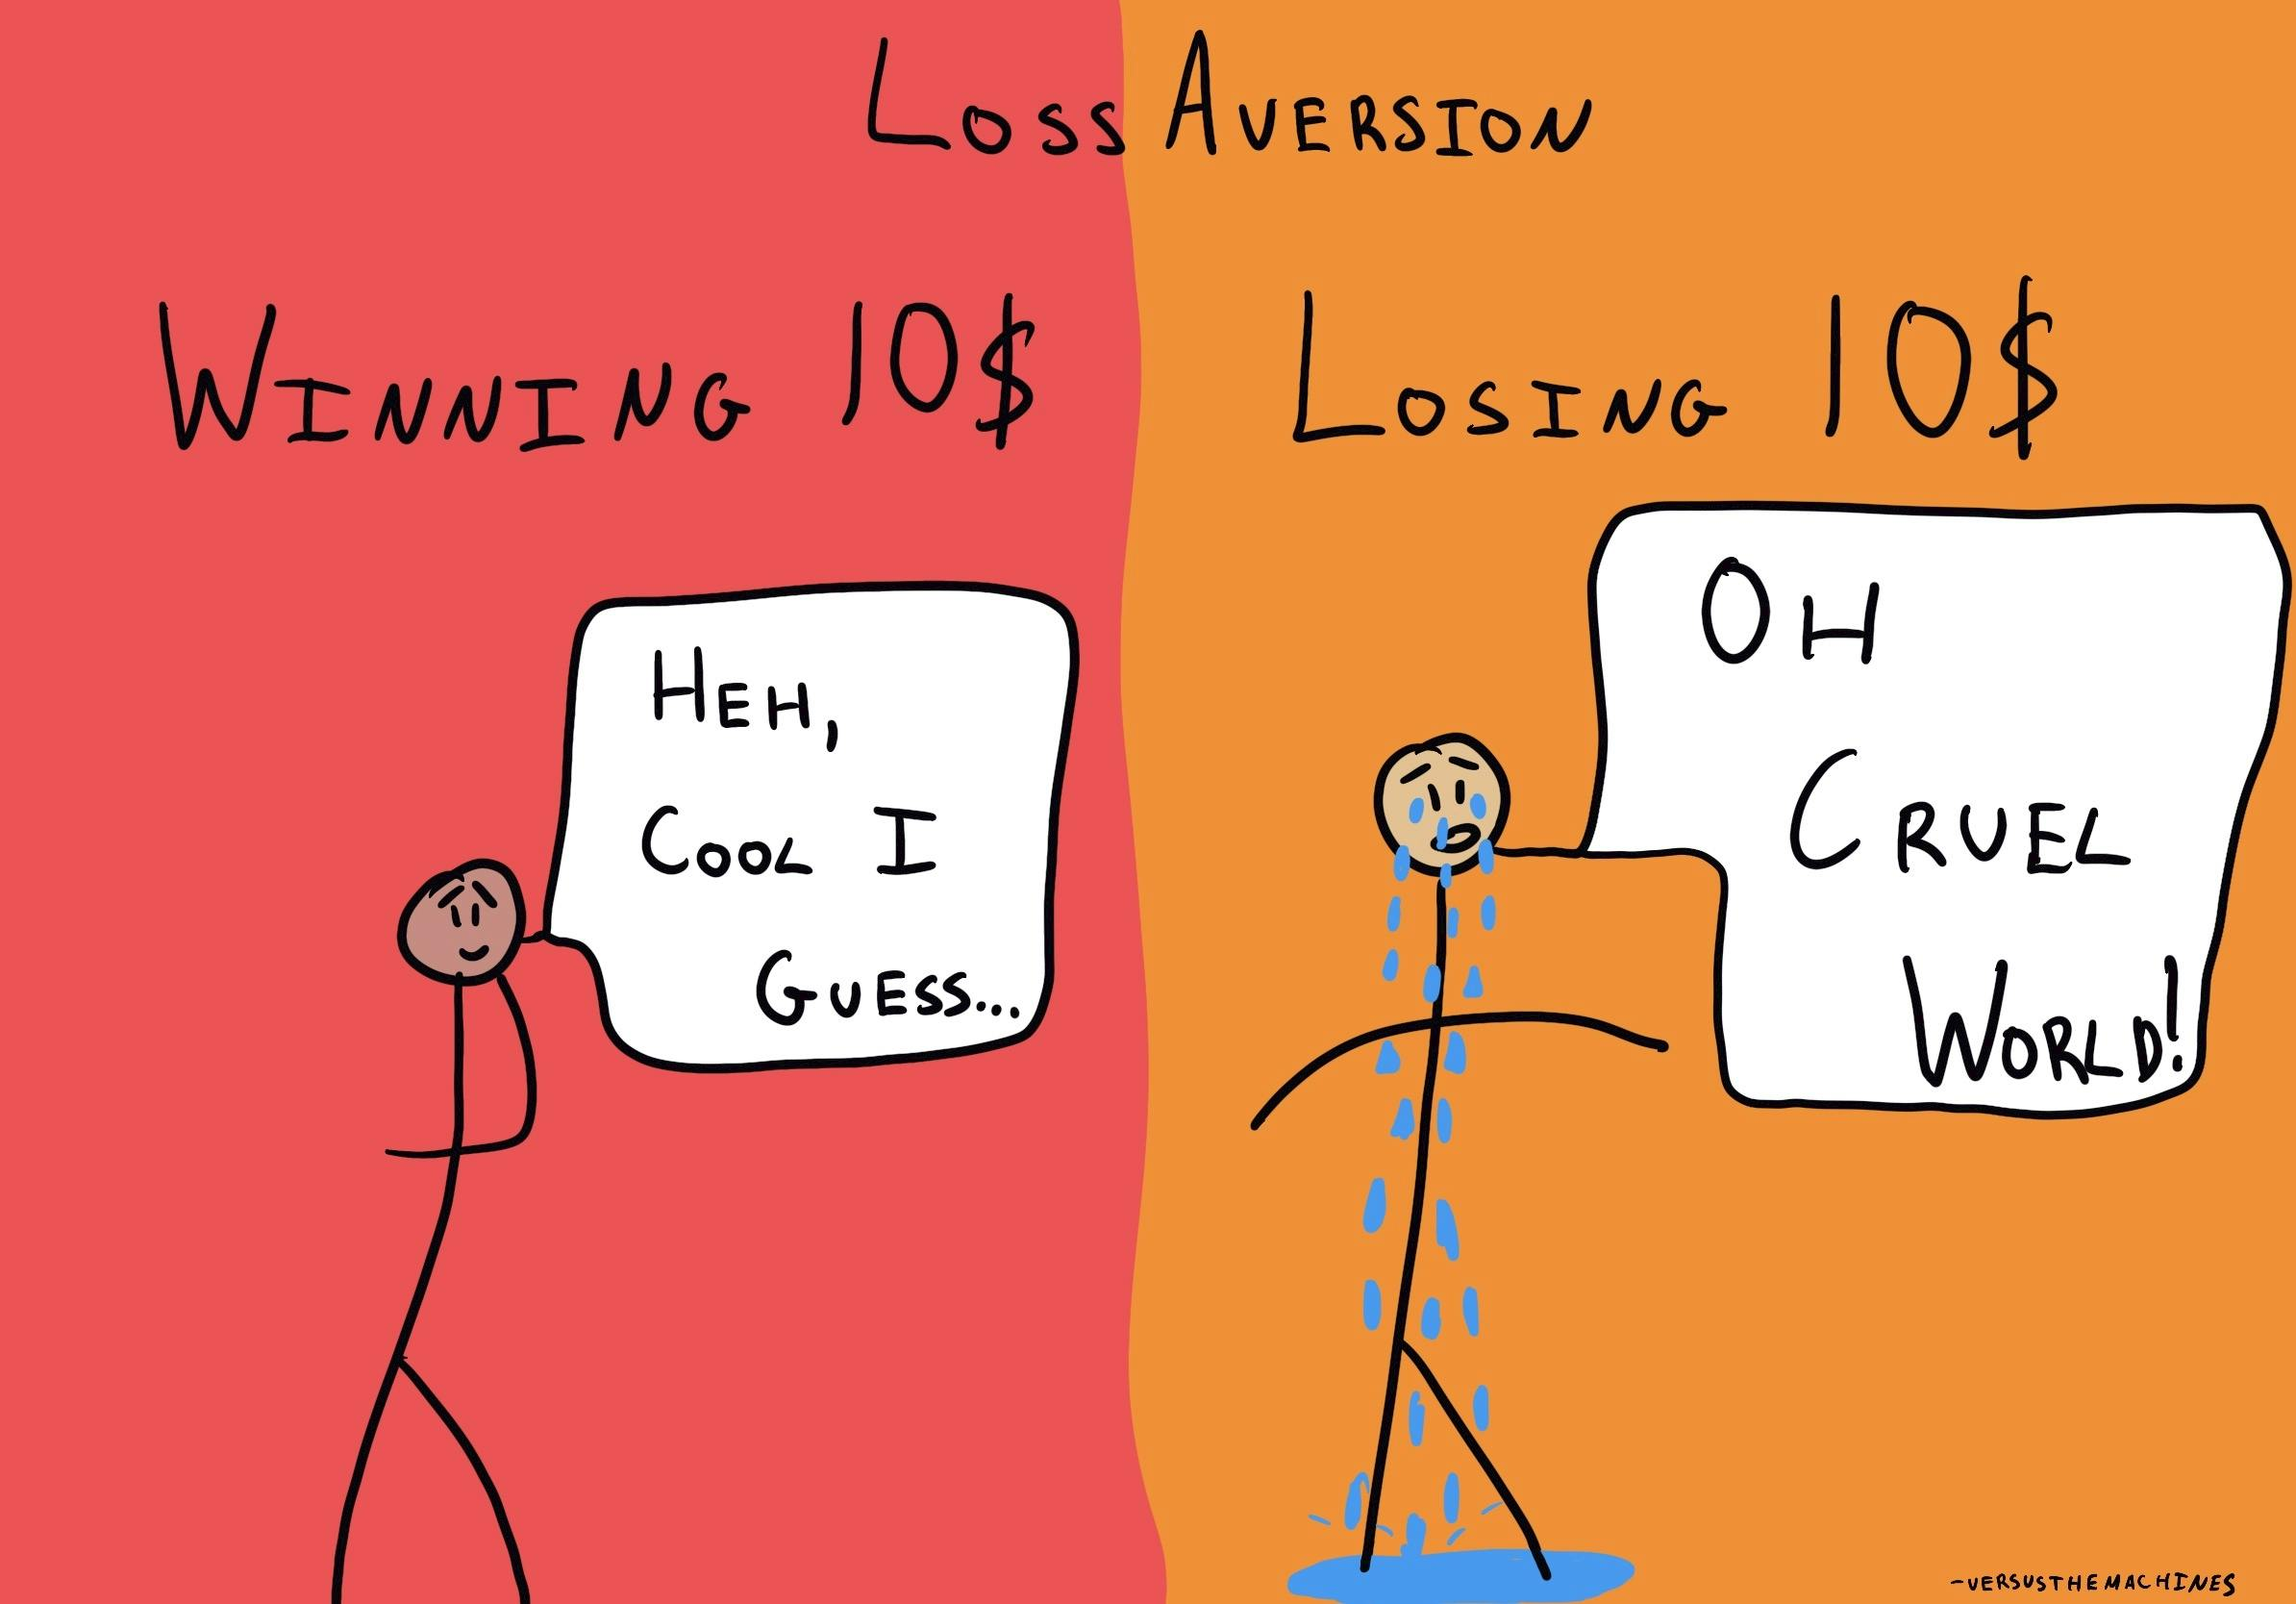 Loss Aversion
Winning 10$
Losing 10$
Heh,
Cool I
Guess...
Oh
Cruel
World!
-VERSUSTHEMACHINES